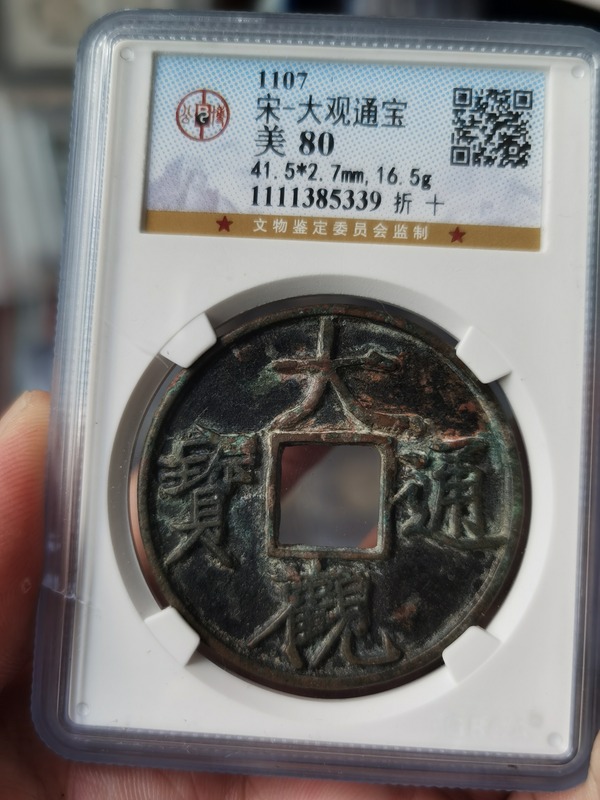 1107
宋-大观通宝
美 80
41.5*2.7mm,16.5g
1111385339 折 十
文物鉴定委员会监制
大
寶 通
觀